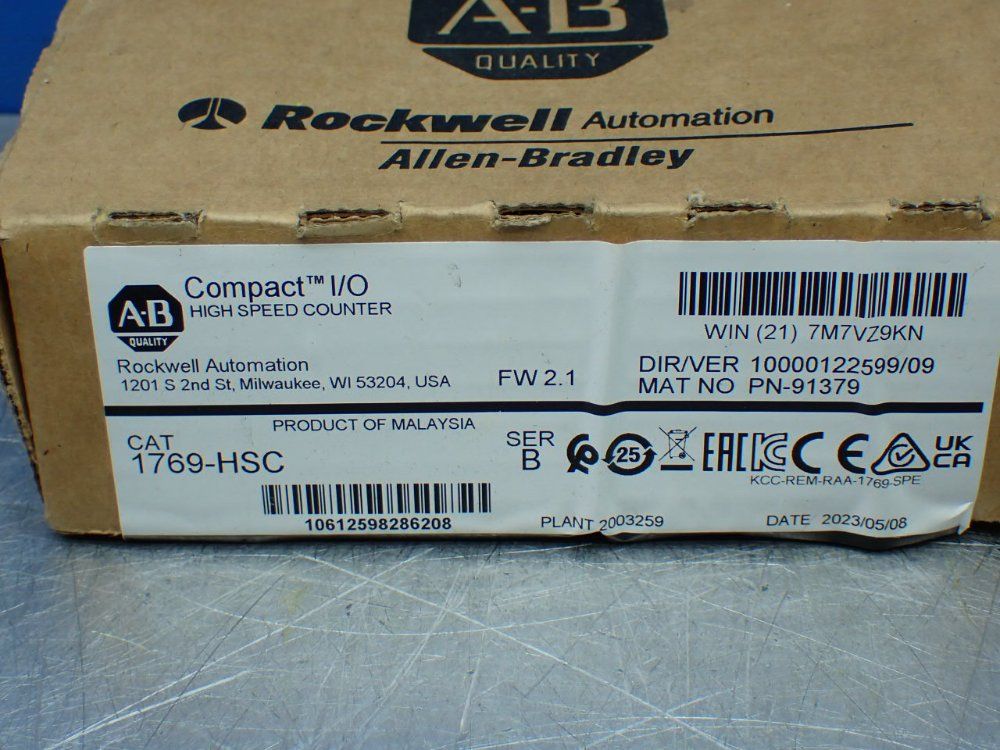 A-B
QUALITY
Rockwell Automation
Allen-Bradley
A-B
QUALITY
Compact™ I/O
HIGH SPEED COUNTER
Rockwell Automation
1201 S 2nd St, Milwaukee, WI 53204, USA
FW 2.1
WIN (21) 7M7VZ9KN
DIR/VER 10000122599/09
MAT NO PN-91379
PRODUCT OF MALAYSIA
CAT
1769-HSC
10612598286208
SER
B
25
EAC
KC
CE
UK
CA
KCC-REM-RAA-1769-SPE
PLANT 2003259
DATE 2023/05/08